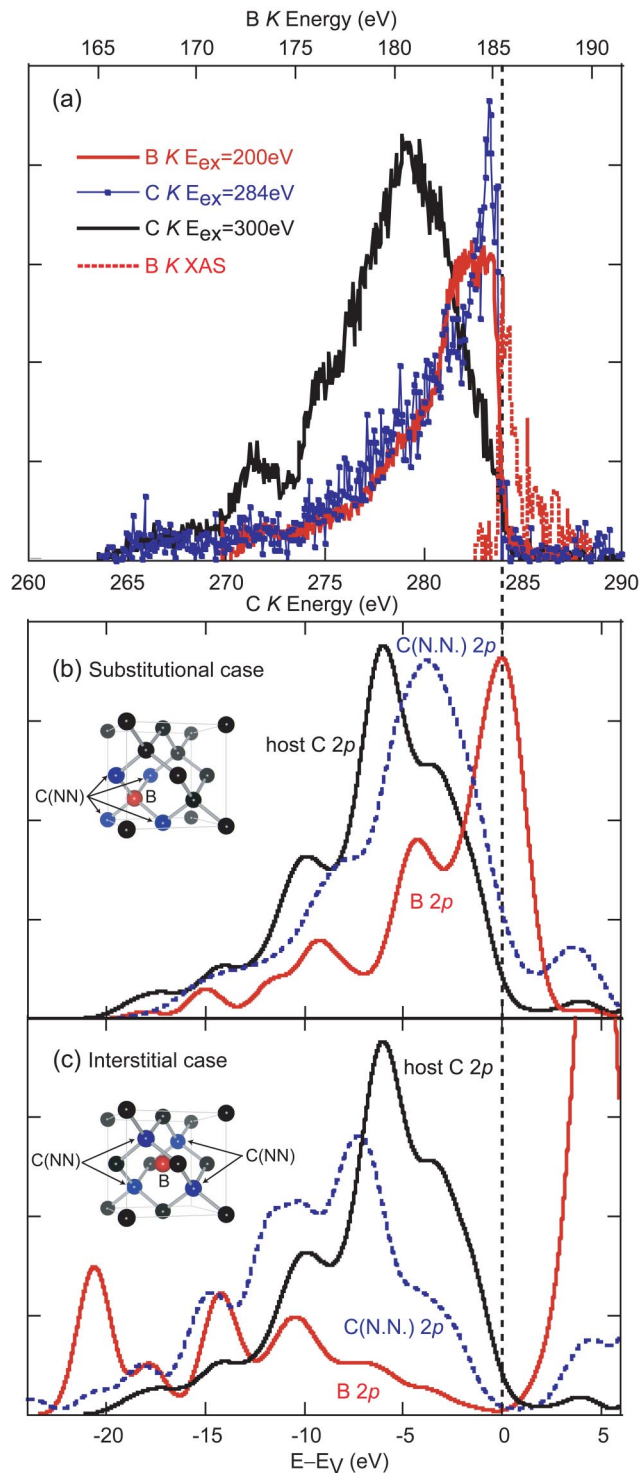 B K Energy (eV)
165 170 175 180 185 190
(a)
B K Eex=200eV
C K Eex=284eV
C K Eex=300eV
B K XAS
260 265 270 275 280 285 290
C K Energy (eV)
(b) Substitutional case
C(N.N.) 2p
host C 2p
C(NN)
B
B 2p
(c) Interstitial case
host C 2p
C(NN)
C(NN)
B
C(N.N.) 2p
B 2p
-20 -15 -10 -5 0 5
E–EV (eV)